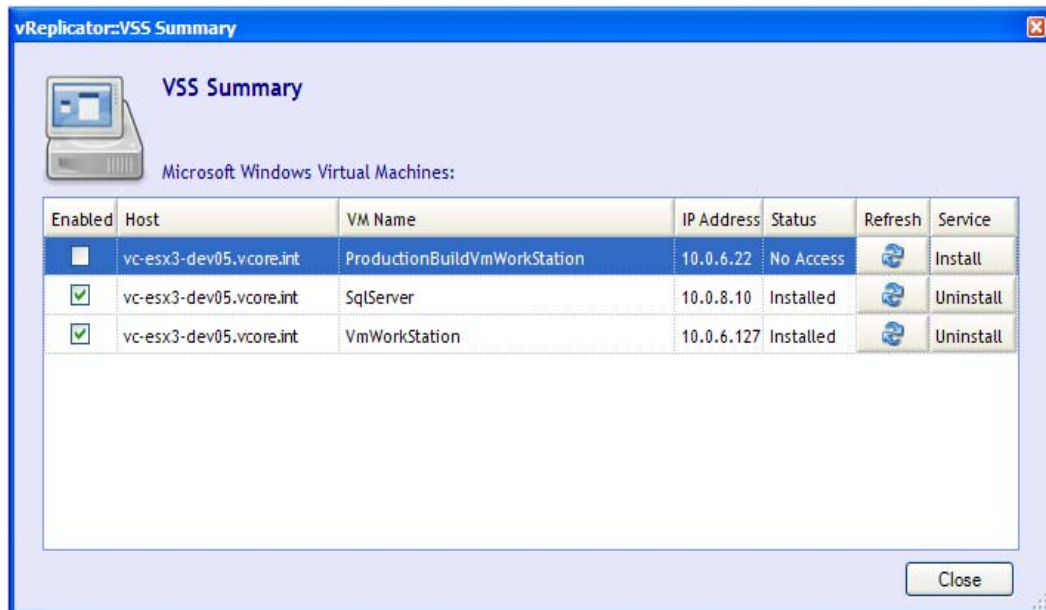 vReplicator::VSS Summary
VSS Summary
Microsoft Windows Virtual Machines:
Enabled Host VM Name IP Address Status Refresh Service
vc-esx3-dev05.vcore.int ProductionBuildVmWorkStation 10.0.6.22 No Access Install
vc-esx3-dev05.vcore.int SqlServer 10.0.8.10 Installed Uninstall
vc-esx3-dev05.vcore.int VmWorkStation 10.0.6.127 Installed Uninstall
Close